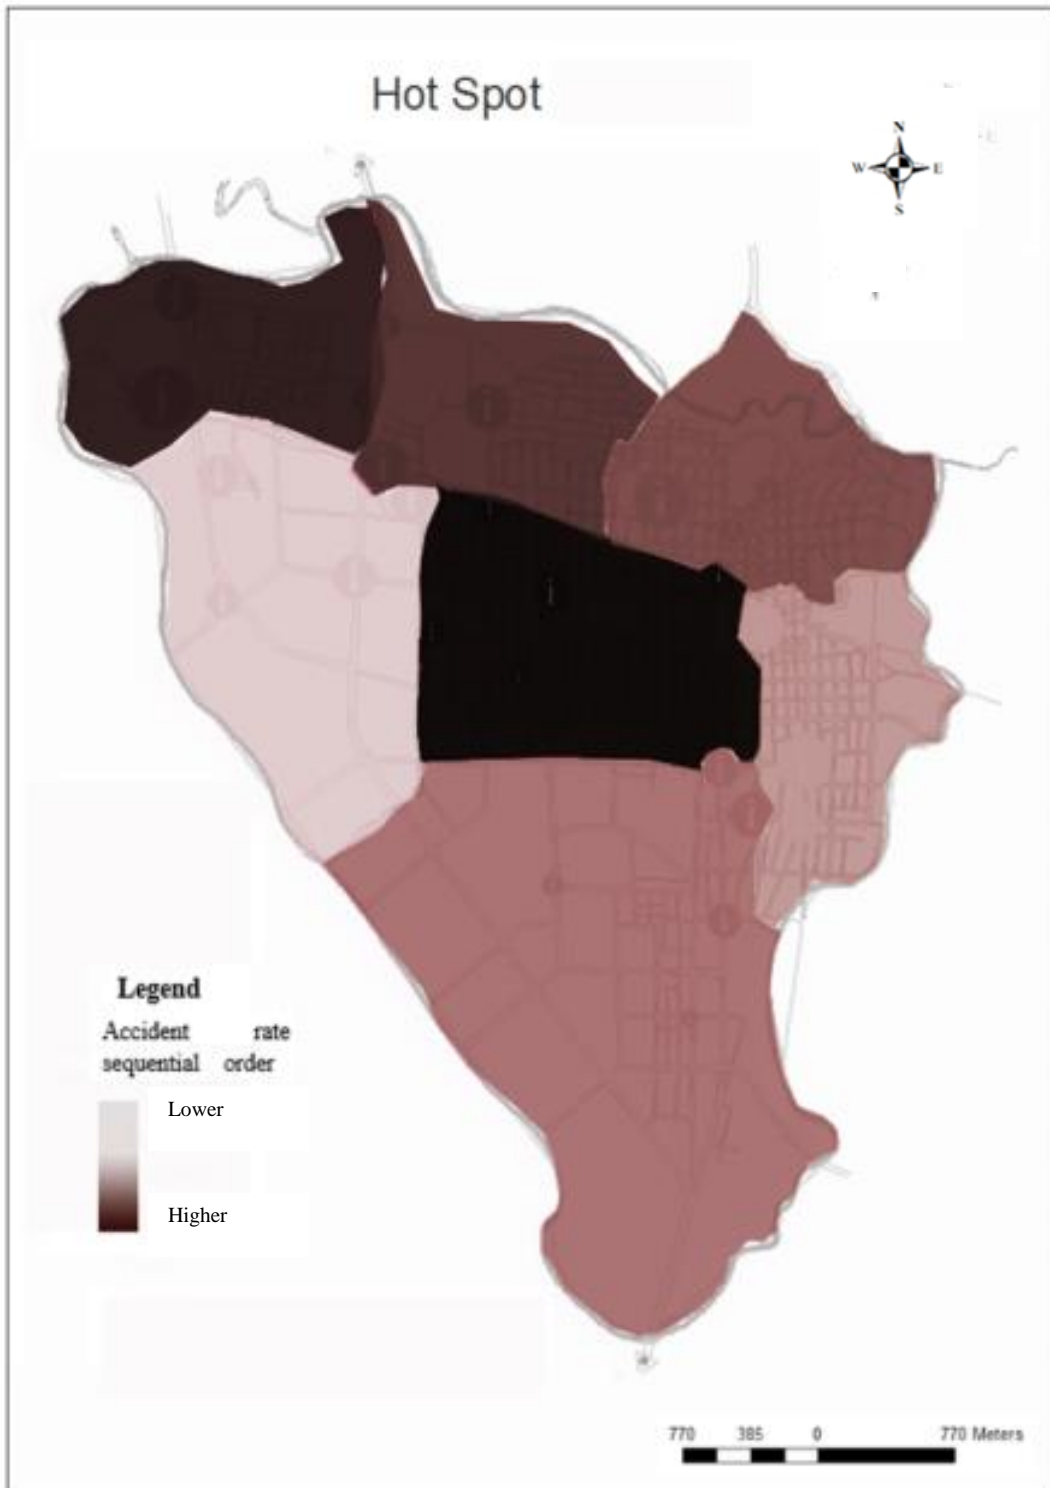 Hot Spot
N
W E
S
Legend
Accident rate
sequential order
Lower
Higher
770 385 0 770 Meters